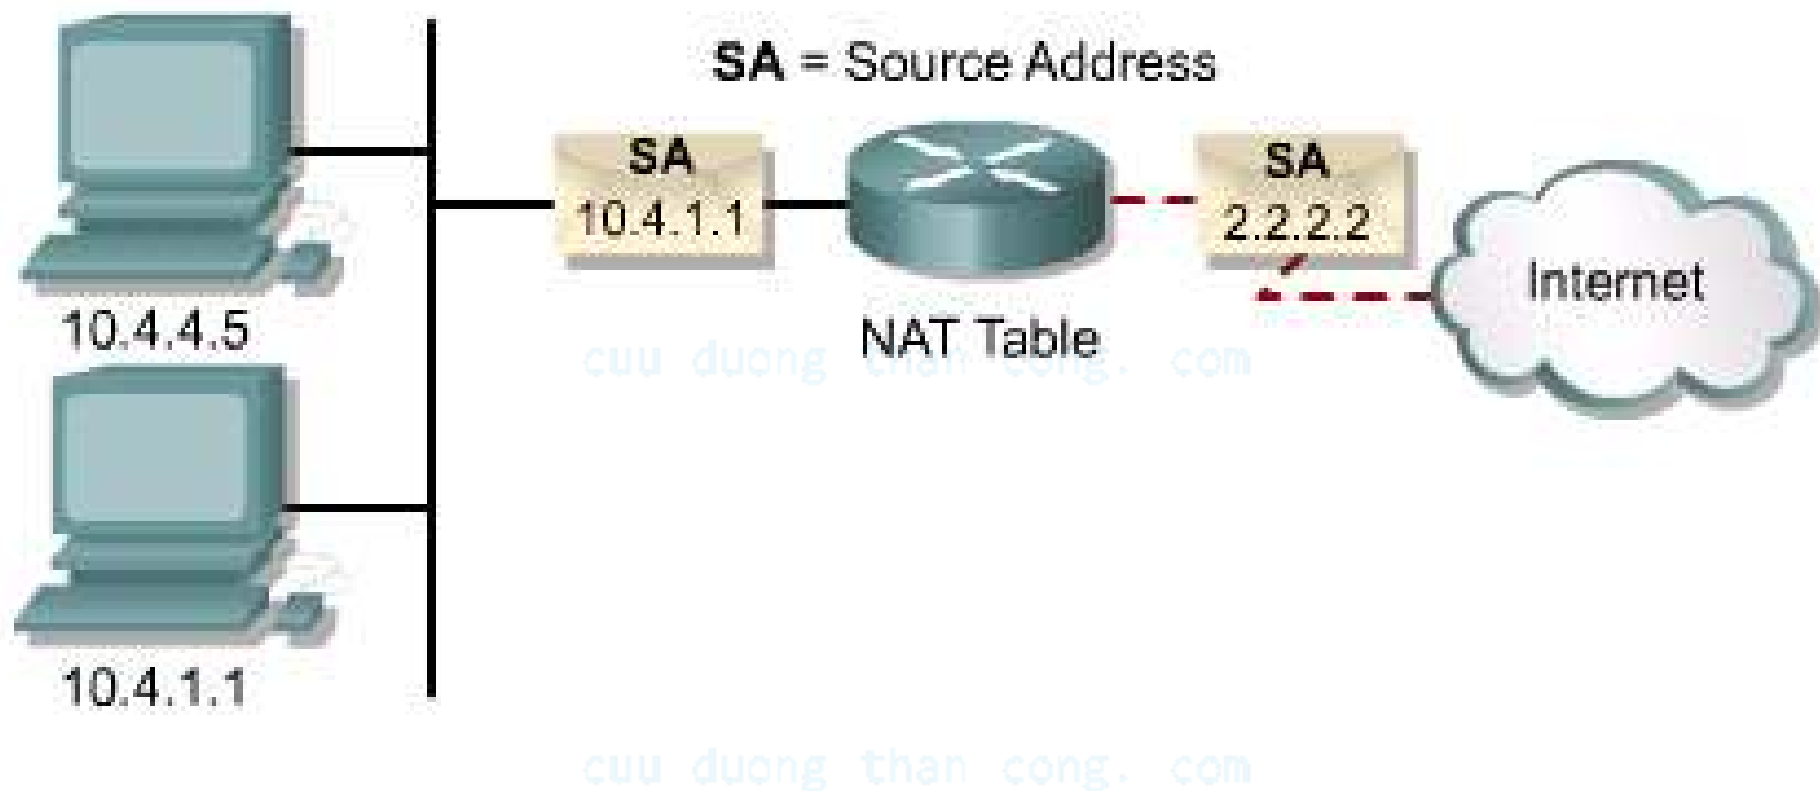 SA = Source Address
SA
10.4.1.1
SA
2.2.2.2
Internet
10.4.4.5
NAT Table
cuu duong than cong. com
10.4.1.1
cuu duong than cong. com